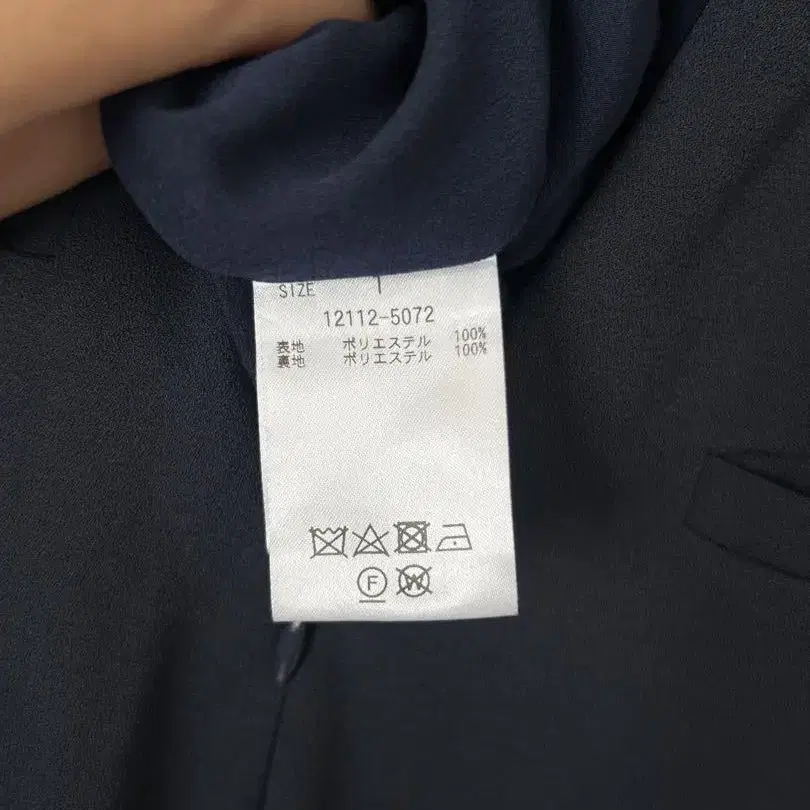 SIZE 1
12112-5072
表地 ポリエステル 100%
裏地 ポリエステル 100%
F W